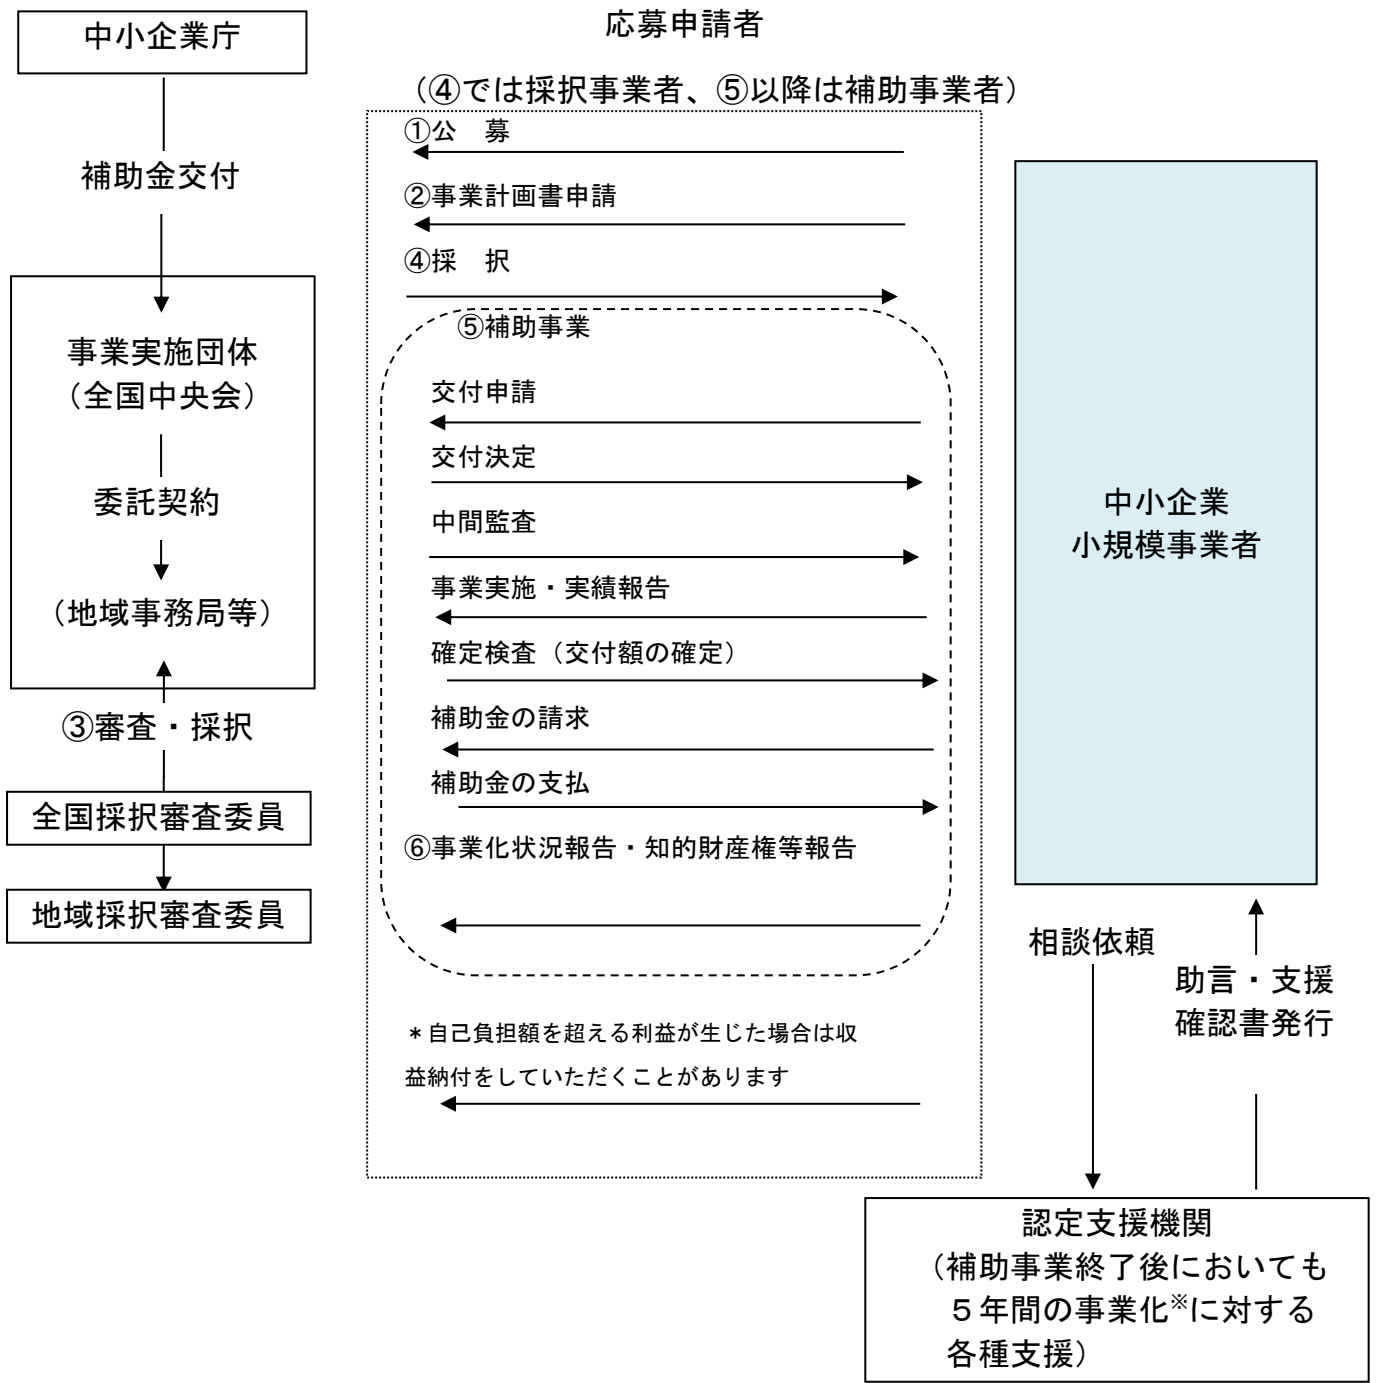 中小企業庁
補助金交付
事業実施団体
（全国中央会）
委託契約
（地域事務局等）
③審査・採択
全国採択審査委員
地域採択審査委員
応募申請者
（④では採択事業者、⑤以降は補助事業者）
①公　募
②事業計画書申請
④採　択
⑤補助事業
交付申請
交付決定
中間監査
事業実施・実績報告
確定検査（交付額の確定）
補助金の請求
補助金の支払
⑥事業化状況報告・知的財産権等報告
＊自己負担額を超える利益が生じた場合は収
益納付をしていただくことがあります
中小企業
小規模事業者
相談依頼
助言・支援
確認書発行
認定支援機関
（補助事業終了後においても
５年間の事業化※に対する
各種支援）